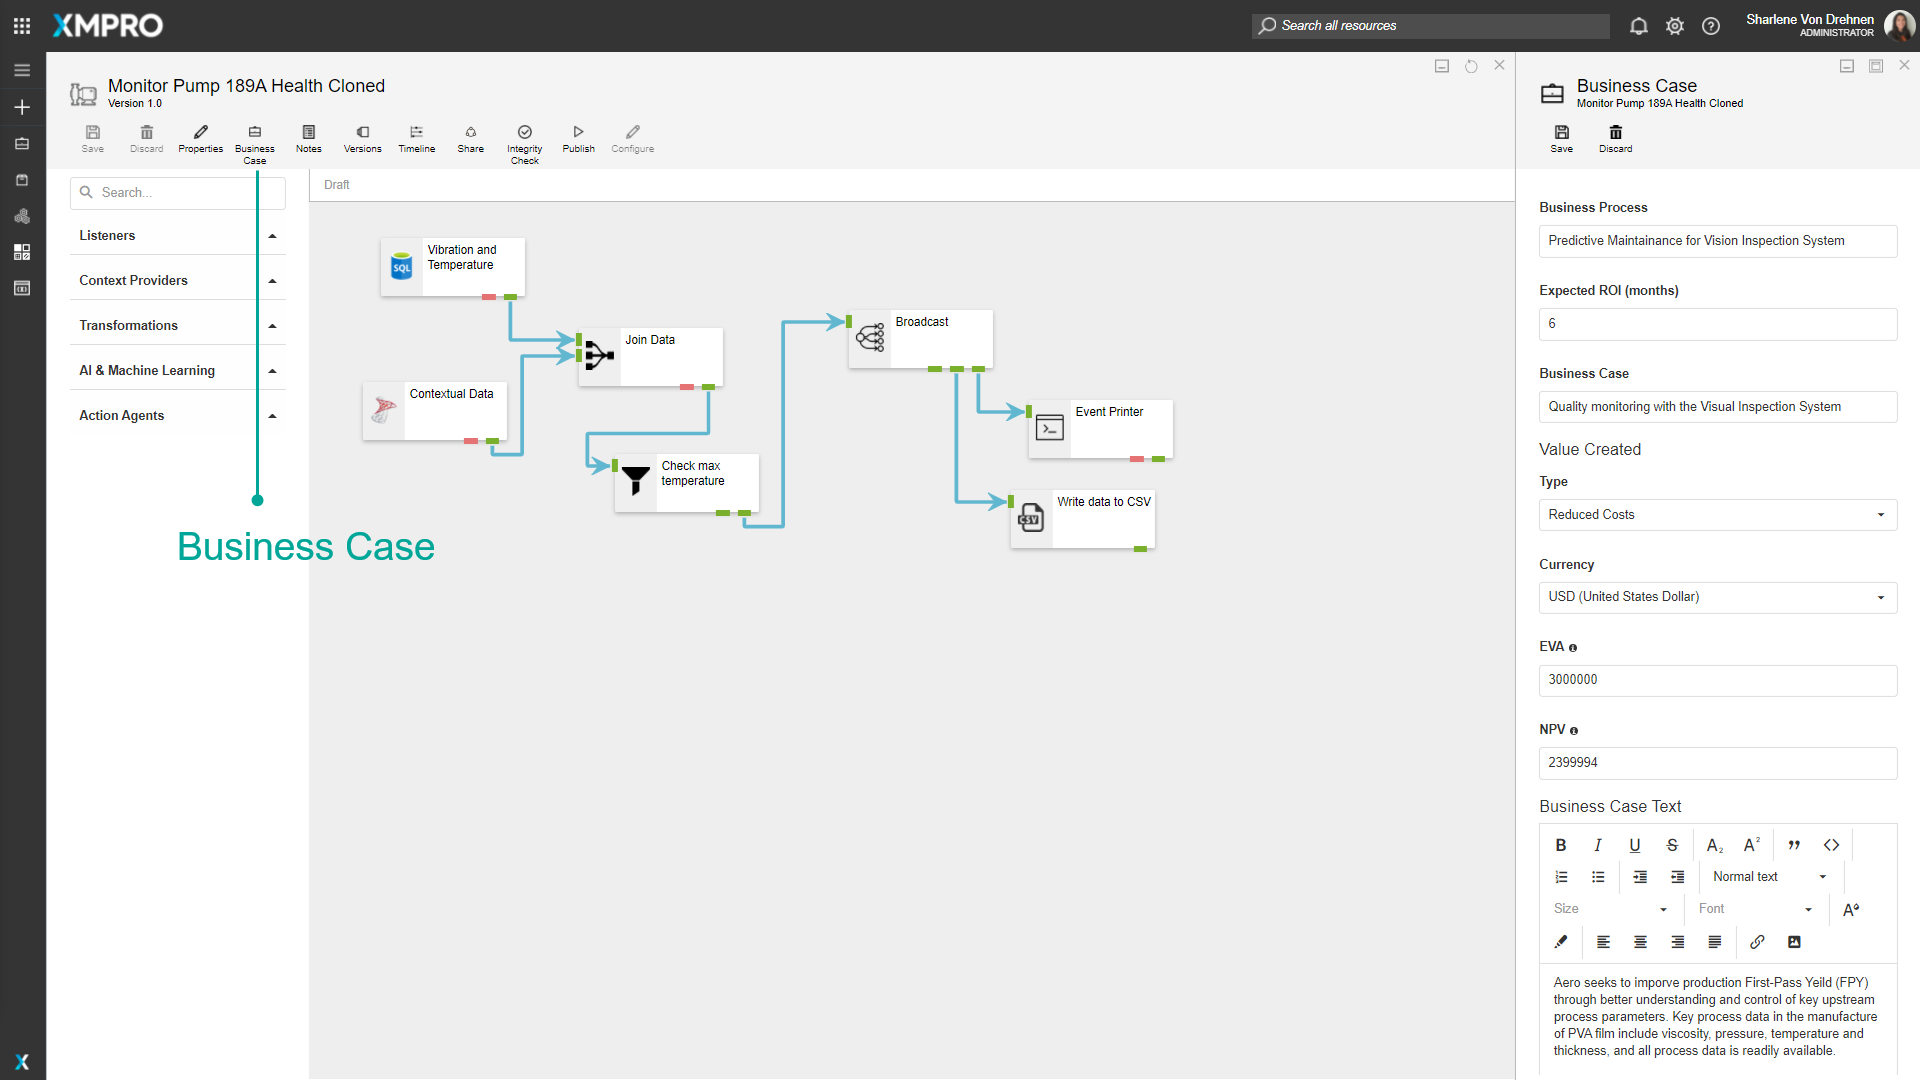 XMPRO
Search all resources
Sharlene Von Drehnen
ADMINISTRATOR
Monitor Pump 189A Health Cloned
Version 1.0
Save
Discard
Properties
Business Case
Notes
Versions
Timeline
Share
Integrity Check
Publish
Configure
Search...
Listeners
Context Providers
Transformations
AI & Machine Learning
Action Agents
Business Case
Draft
SQL
Vibration and
Temperature
Join Data
Contextual Data
Check max
temperature
Broadcast
Event Printer
CSV
Write data to CSV
Business Case
Monitor Pump 189A Health Cloned
Save
Discard
Business Process
Predictive Maintainance for Vision Inspection System
Expected ROI (months)
6
Business Case
Quality monitoring with the Visual Inspection System
Value Created
Type
Reduced Costs
Currency
USD (United States Dollar)
EVA
3000000
NPV
2399994
Business Case Text
B I U S A2 A2
Normal text
Size
Font
A
Aero seeks to imporve production First-Pass Yeild (FPY)
through better understanding and control of key upstream
process parameters. Key process data in the manufacture
of PVA film include viscosity, pressure, temperature and
thickness, and all process data is readily available.
X